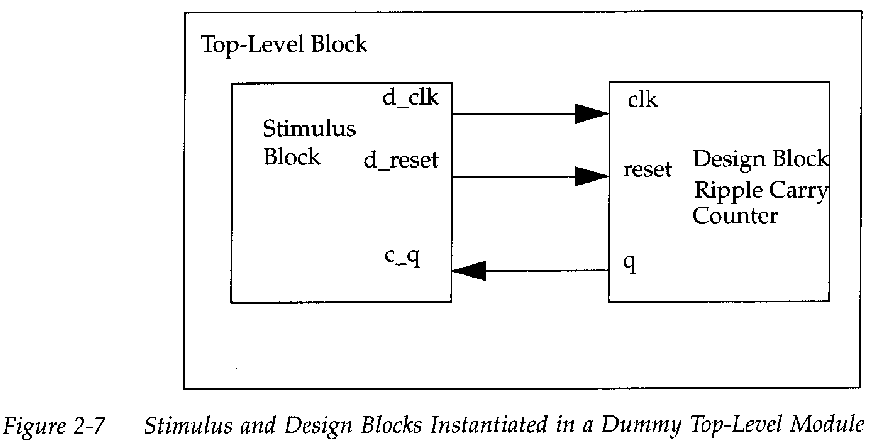 Top-Level Block
Stimulus
Block
d_clk
d_reset
c_q
clk
reset
q
Design Block
Ripple Carry
Counter
Figure 2-7 Stimulus and Design Blocks Instantiated in a Dummy Top-Level Module